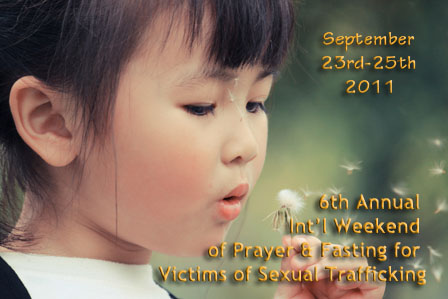 September
23rd-25th
2011
6th Annual
Int'l Weekend
of Prayer & Fasting for
Victims of Sexual Trafficking